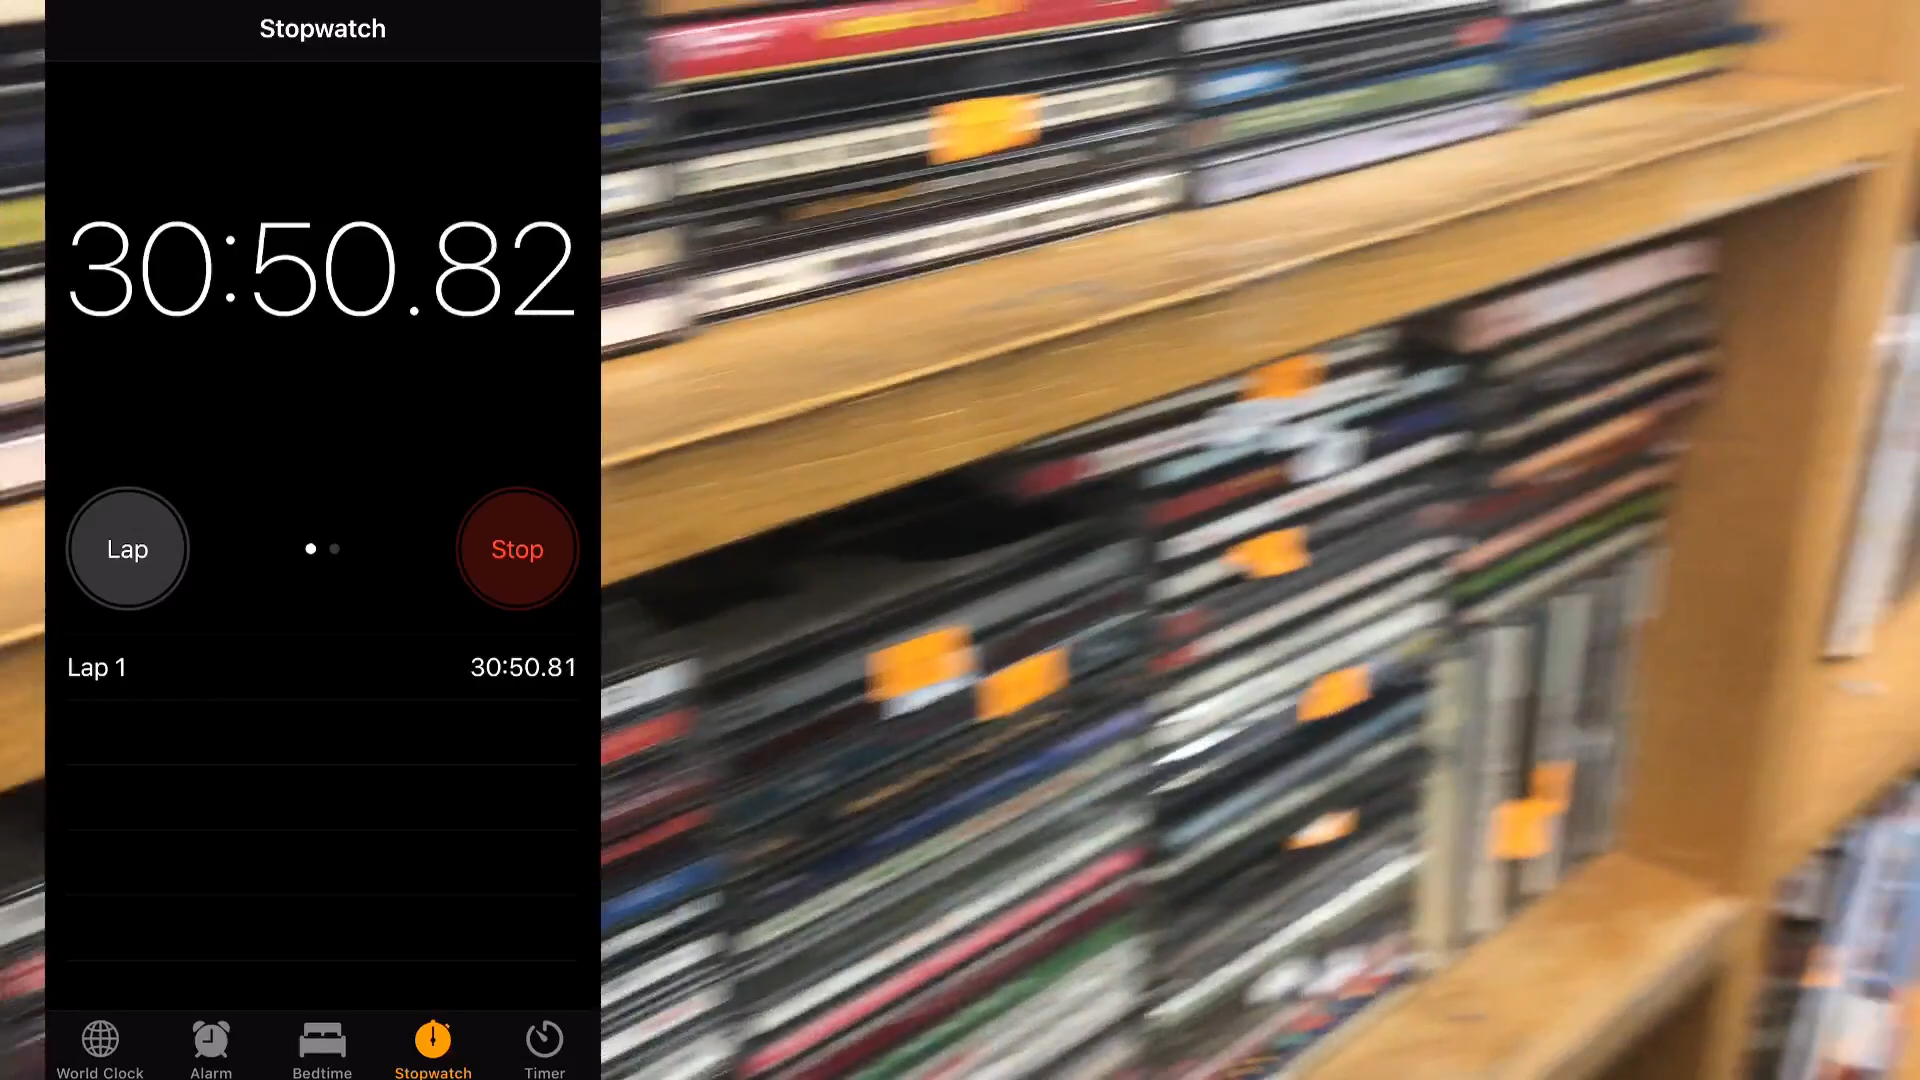 Stopwatch
30:50.82
Lap
Stop
Lap 1 30:50.81
World Clock Alarm Bedtime Stopwatch Timer